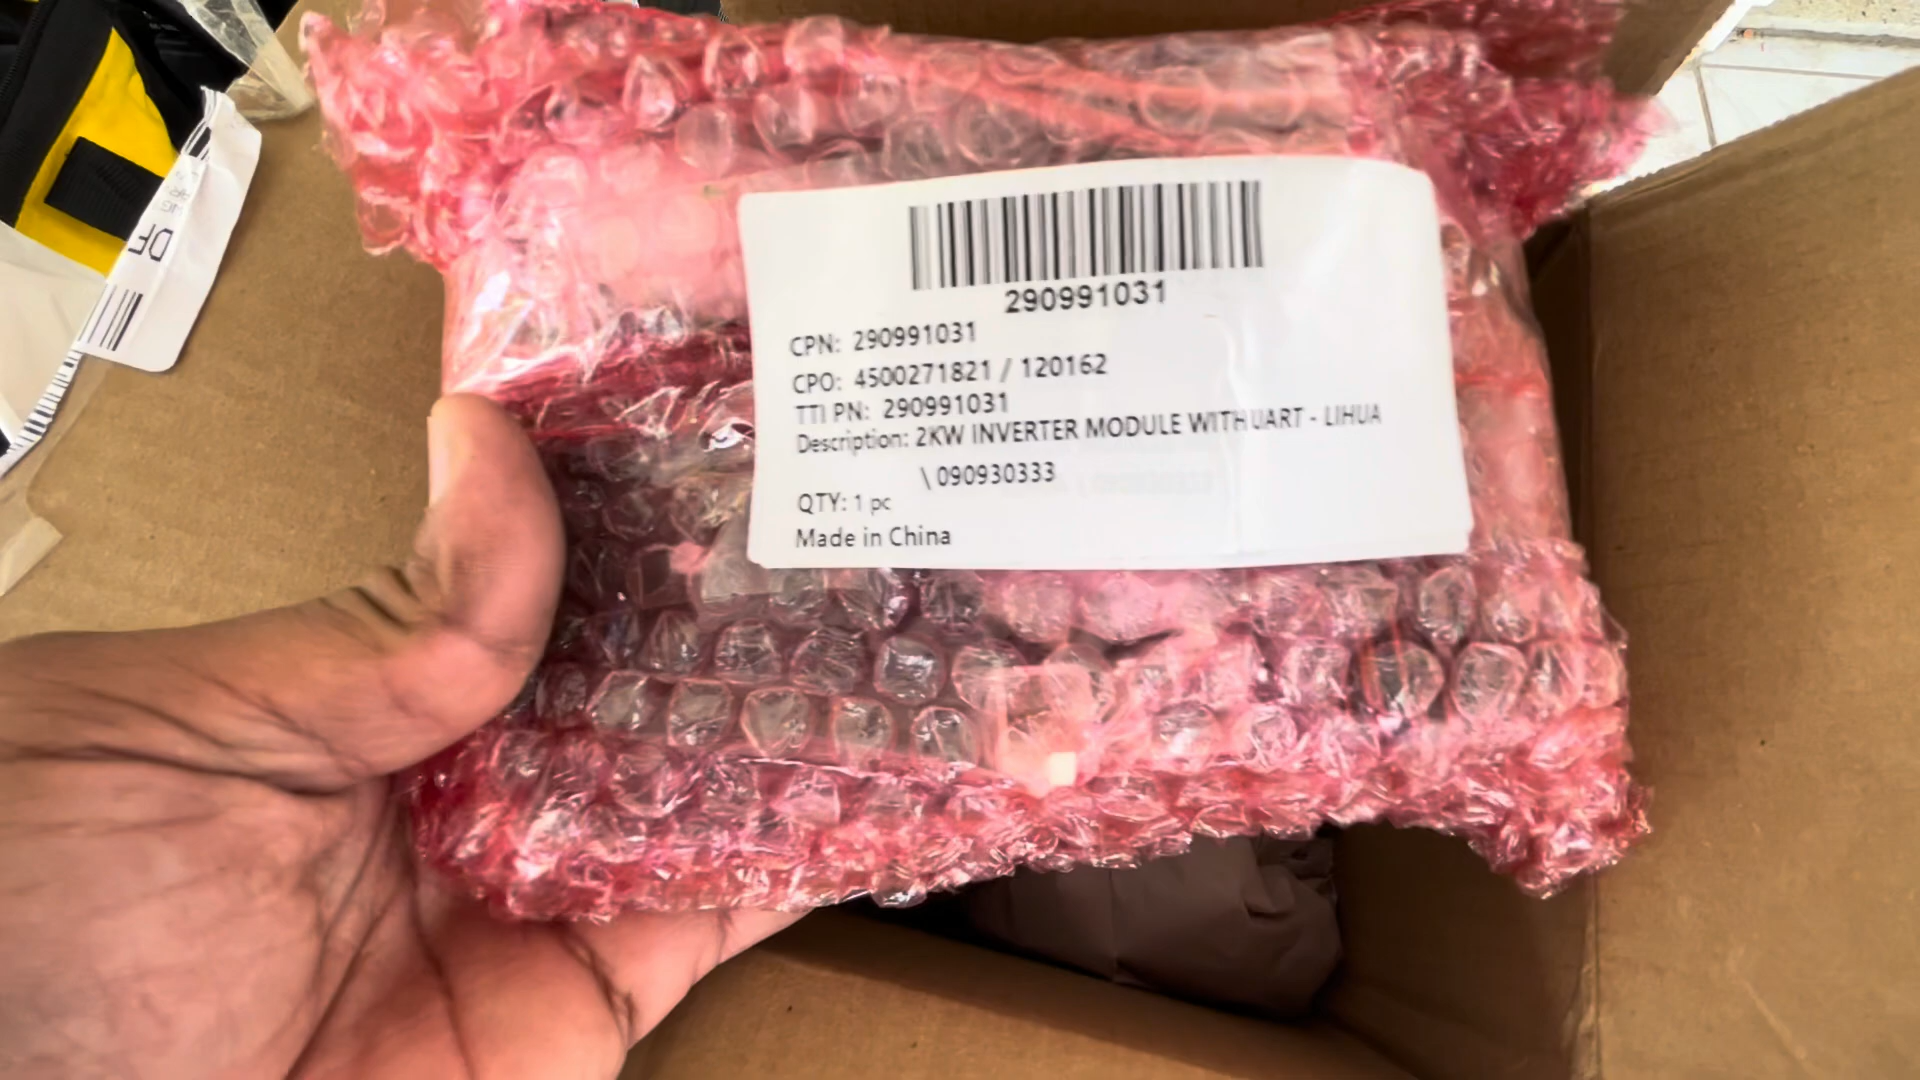 290991031
CPN: 290991031
CPO: 4500271821 / 120162
TTI PN: 290991031
Description: 2KW INVERTER MODULE WITH UART - LIHUA
\ 090930333
QTY: 1 pc
Made in China
DF